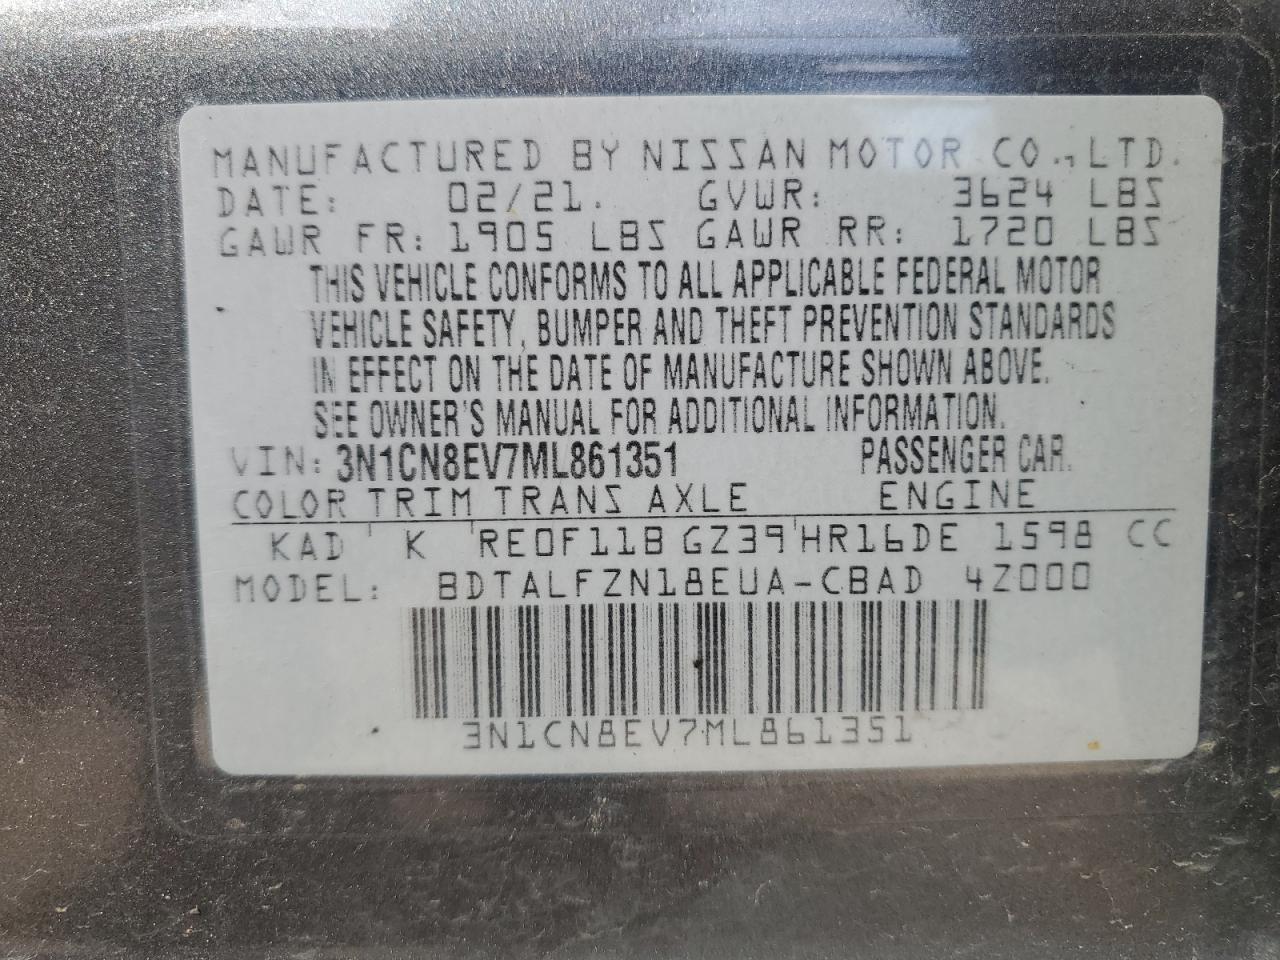 MANUFACTURED BY NISSAN MOTOR CO., LTD.
DATE: 02/21. GVWR: 3624 LBS
GAWR FR: 1905 LBS GAWR RR: 1720 LBS
THIS VEHICLE CONFORMS TO ALL APPLICABLE FEDERAL MOTOR
VEHICLE SAFETY, BUMPER AND THEFT PREVENTION STANDARDS
IN EFFECT ON THE DATE OF MANUFACTURE SHOWN ABOVE.
SEE OWNER'S MANUAL FOR ADDITIONAL INFORMATION.
VIN: 3N1CN8EV7ML861351 PASSENGER CAR.
COLOR TRIM TRANS AXLE ENGINE
KAD K RE0F11B GZ39 HR16DE 1598 CC
MODEL: BDTALFZN18EUA-CBAD 4Z000
3N1CN8EV7ML861351